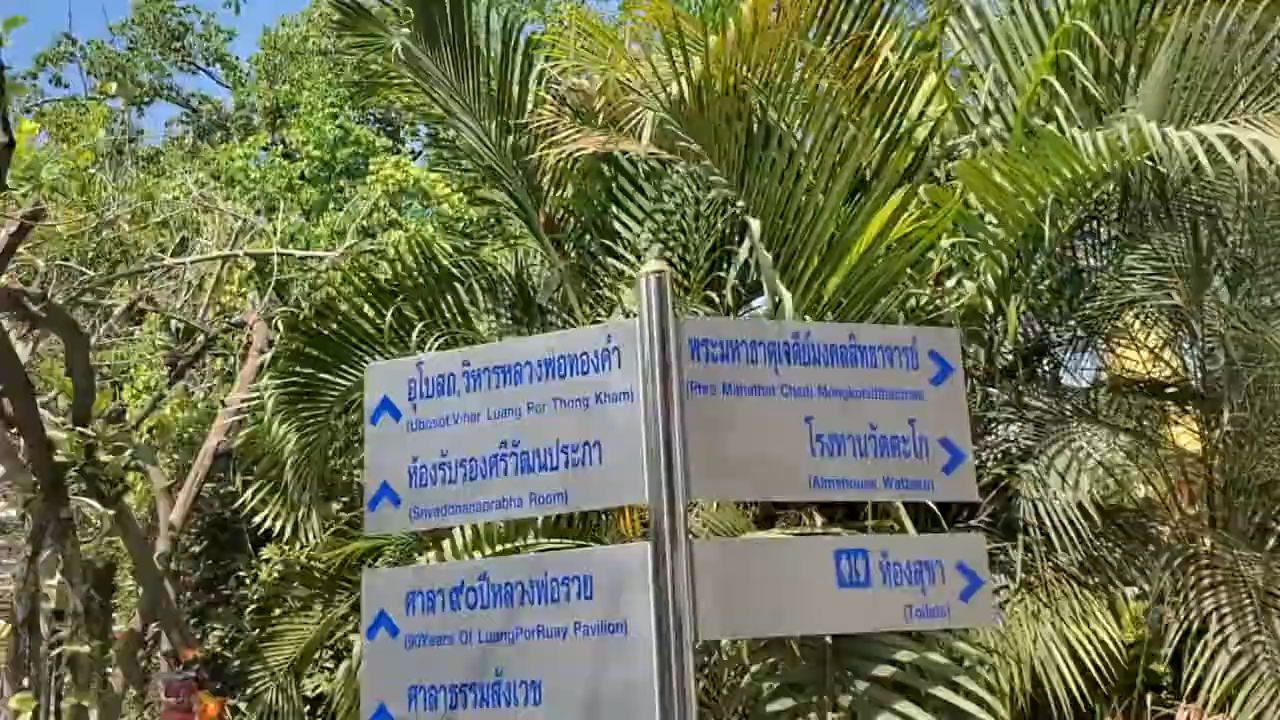 อุโบสถ,วิหารหลวงพ่อทองคำ
(Ubosot,Vihar Luang Por Thong Kham)
ห้องรับรองศรีวัฒนประภา
(Srivaddhanaprabha Room)
ศาลา ๙๐ปีหลวงพ่อรวย
(90Years Of LuangPorRuay Pavilion)
ศาลาธรรมสังเวช
พระมหาธาตุเจดีย์มงคลสิทธาจารย์
โรงทานวัดตะโก
(Almshouse
ห้องสุขา
(Toilets)